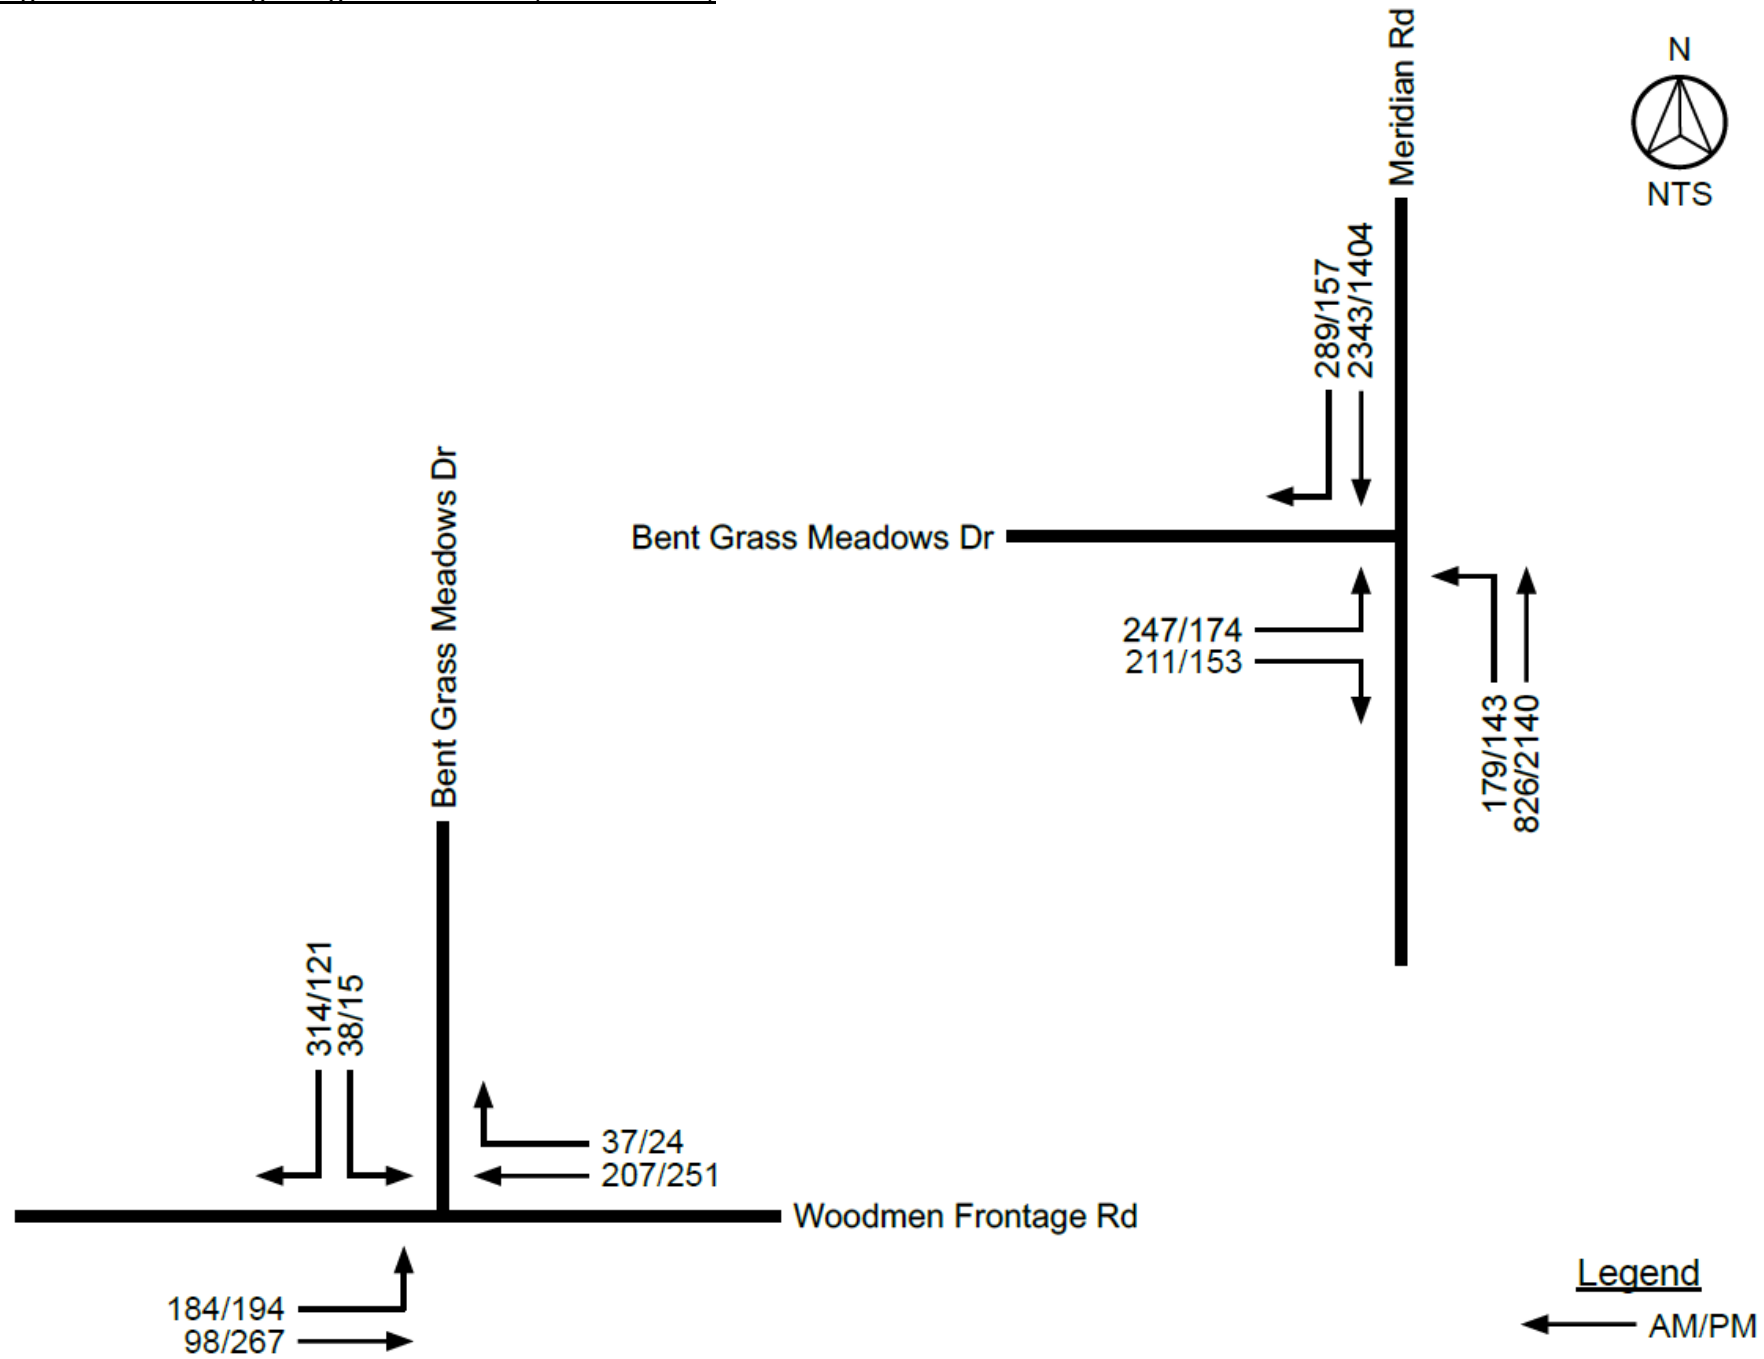 Meridian Rd
N
NTS
289/157
2343/1404
Bent Grass Meadows Dr
247/174
211/153
179/143
826/2140
Bent Grass Meadows Dr
314/121
38/15
37/24
207/251
Woodmen Frontage Rd
184/194
98/267
Legend
AM/PM